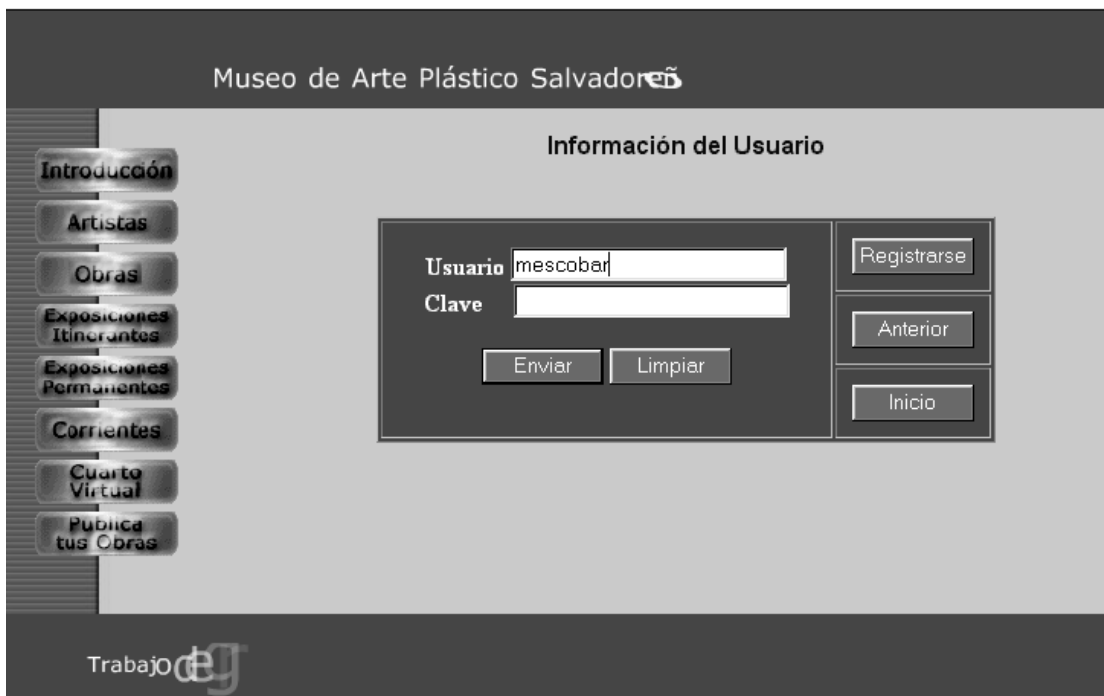 Museo de Arte Plástico Salvadoreñ
Información del Usuario
Introducción
Artistas
Obras
Exposiciones
Itinerantes
Exposiciones
Permanentes
Corrientes
Cuarto
Virtual
Publica
tus Obras
Usuario mescobar
Clave
Enviar Limpiar
Registrarse
Anterior
Inicio
Trabajo de